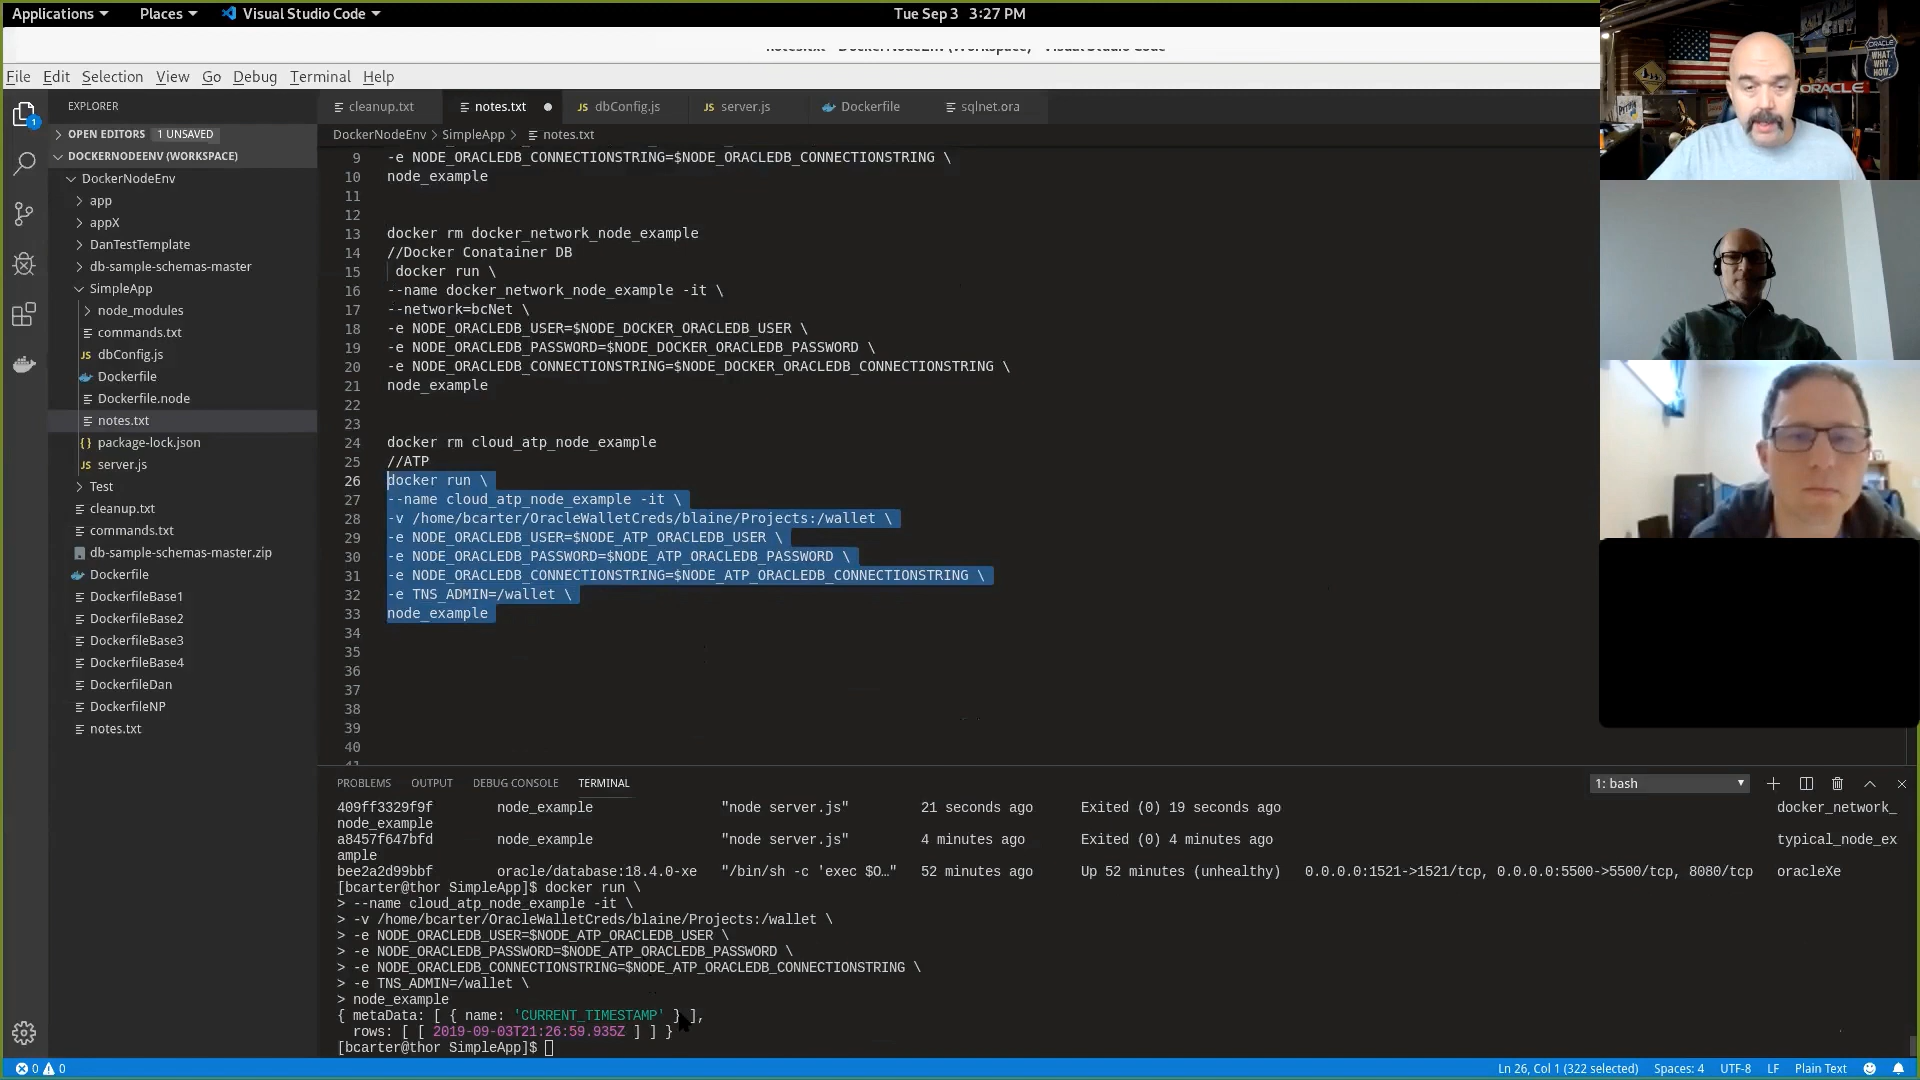 Applications Places Visual Studio Code Tue Sep 3 3:27 PM
File Edit Selection View Go Debug Terminal Help
EXPLORER
OPEN EDITORS 1 UNSAVED
DOCKERNODEENV (WORKSPACE)
DockerNodeEnv
app
appX
DanTestTemplate
db-sample-schemas-master
SimpleApp
node_modules
commands.txt
dbConfig.js
Dockerfile
Dockerfile.node
notes.txt
package-lock.json
server.js
Test
cleanup.txt
commands.txt
db-sample-schemas-master.zip
Dockerfile
DockerfileBase1
DockerfileBase2
DockerfileBase3
DockerfileBase4
DockerfileDan
DockerfileNP
notes.txt
cleanup.txt notes.txt JS dbConfig.js JS server.js Dockerfile sqlnet.ora
DockerNodeEnv > SimpleApp > notes.txt
9 -e NODE_ORACLEDB_CONNECTIONSTRING=$NODE_ORACLEDB_CONNECTIONSTRING \
10 node_example
11
12
13 docker rm docker_network_node_example
14 //Docker Conatainer DB
15 docker run \
16 --name docker_network_node_example -it \
17 --network=bcNet \
18 -e NODE_ORACLEDB_USER=$NODE_DOCKER_ORACLEDB_USER \
19 -e NODE_ORACLEDB_PASSWORD=$NODE_DOCKER_ORACLEDB_PASSWORD \
20 -e NODE_ORACLEDB_CONNECTIONSTRING=$NODE_DOCKER_ORACLEDB_CONNECTIONSTRING \
21 node_example
22
23
24 docker rm cloud_atp_node_example
25 //ATP
26 docker run \
27 --name cloud_atp_node_example -it \
28 -v /home/bcarter/OracleWalletCreds/blaine/Projects:/wallet \
29 -e NODE_ORACLEDB_USER=$NODE_ATP_ORACLEDB_USER \
30 -e NODE_ORACLEDB_PASSWORD=$NODE_ATP_ORACLEDB_PASSWORD \
31 -e NODE_ORACLEDB_CONNECTIONSTRING=$NODE_ATP_ORACLEDB_CONNECTIONSTRING \
32 -e TNS_ADMIN=/wallet \
33 node_example
34
35
36
37
38
39
40
PROBLEMS OUTPUT DEBUG CONSOLE TERMINAL 1: bash
409ff3329f9f node_example "node server.js" 21 seconds ago Exited (0) 19 seconds ago docker_network_
node_example
a8457f647bfd node_example "node server.js" 4 minutes ago Exited (0) 4 minutes ago typical_node_ex
ample
bee2a2d99bbf oracle/database:18.4.0-xe "/bin/sh -c 'exec $O…" 52 minutes ago Up 52 minutes (unhealthy) 0.0.0.0:1521->1521/tcp, 0.0.0.0:5500->5500/tcp, 8080/tcp oracleXe
[bcarter@thor SimpleApp]$ docker run \
> --name cloud_atp_node_example -it \
> -v /home/bcarter/OracleWalletCreds/blaine/Projects:/wallet \
> -e NODE_ORACLEDB_USER=$NODE_ATP_ORACLEDB_USER \
> -e NODE_ORACLEDB_PASSWORD=$NODE_ATP_ORACLEDB_PASSWORD \
> -e NODE_ORACLEDB_CONNECTIONSTRING=$NODE_ATP_ORACLEDB_CONNECTIONSTRING \
> -e TNS_ADMIN=/wallet \
> node_example
{ metaData: [ { name: 'CURRENT_TIMESTAMP' } ],
rows: [ [ 2019-09-03T21:26:59.935Z ] ] }
[bcarter@thor SimpleApp]$
0 0 Ln 26, Col 1 (322 selected) Spaces: 4 UTF-8 LF Plain Text
ORACLE
WHAT. WHY. HOW.
ORACLE